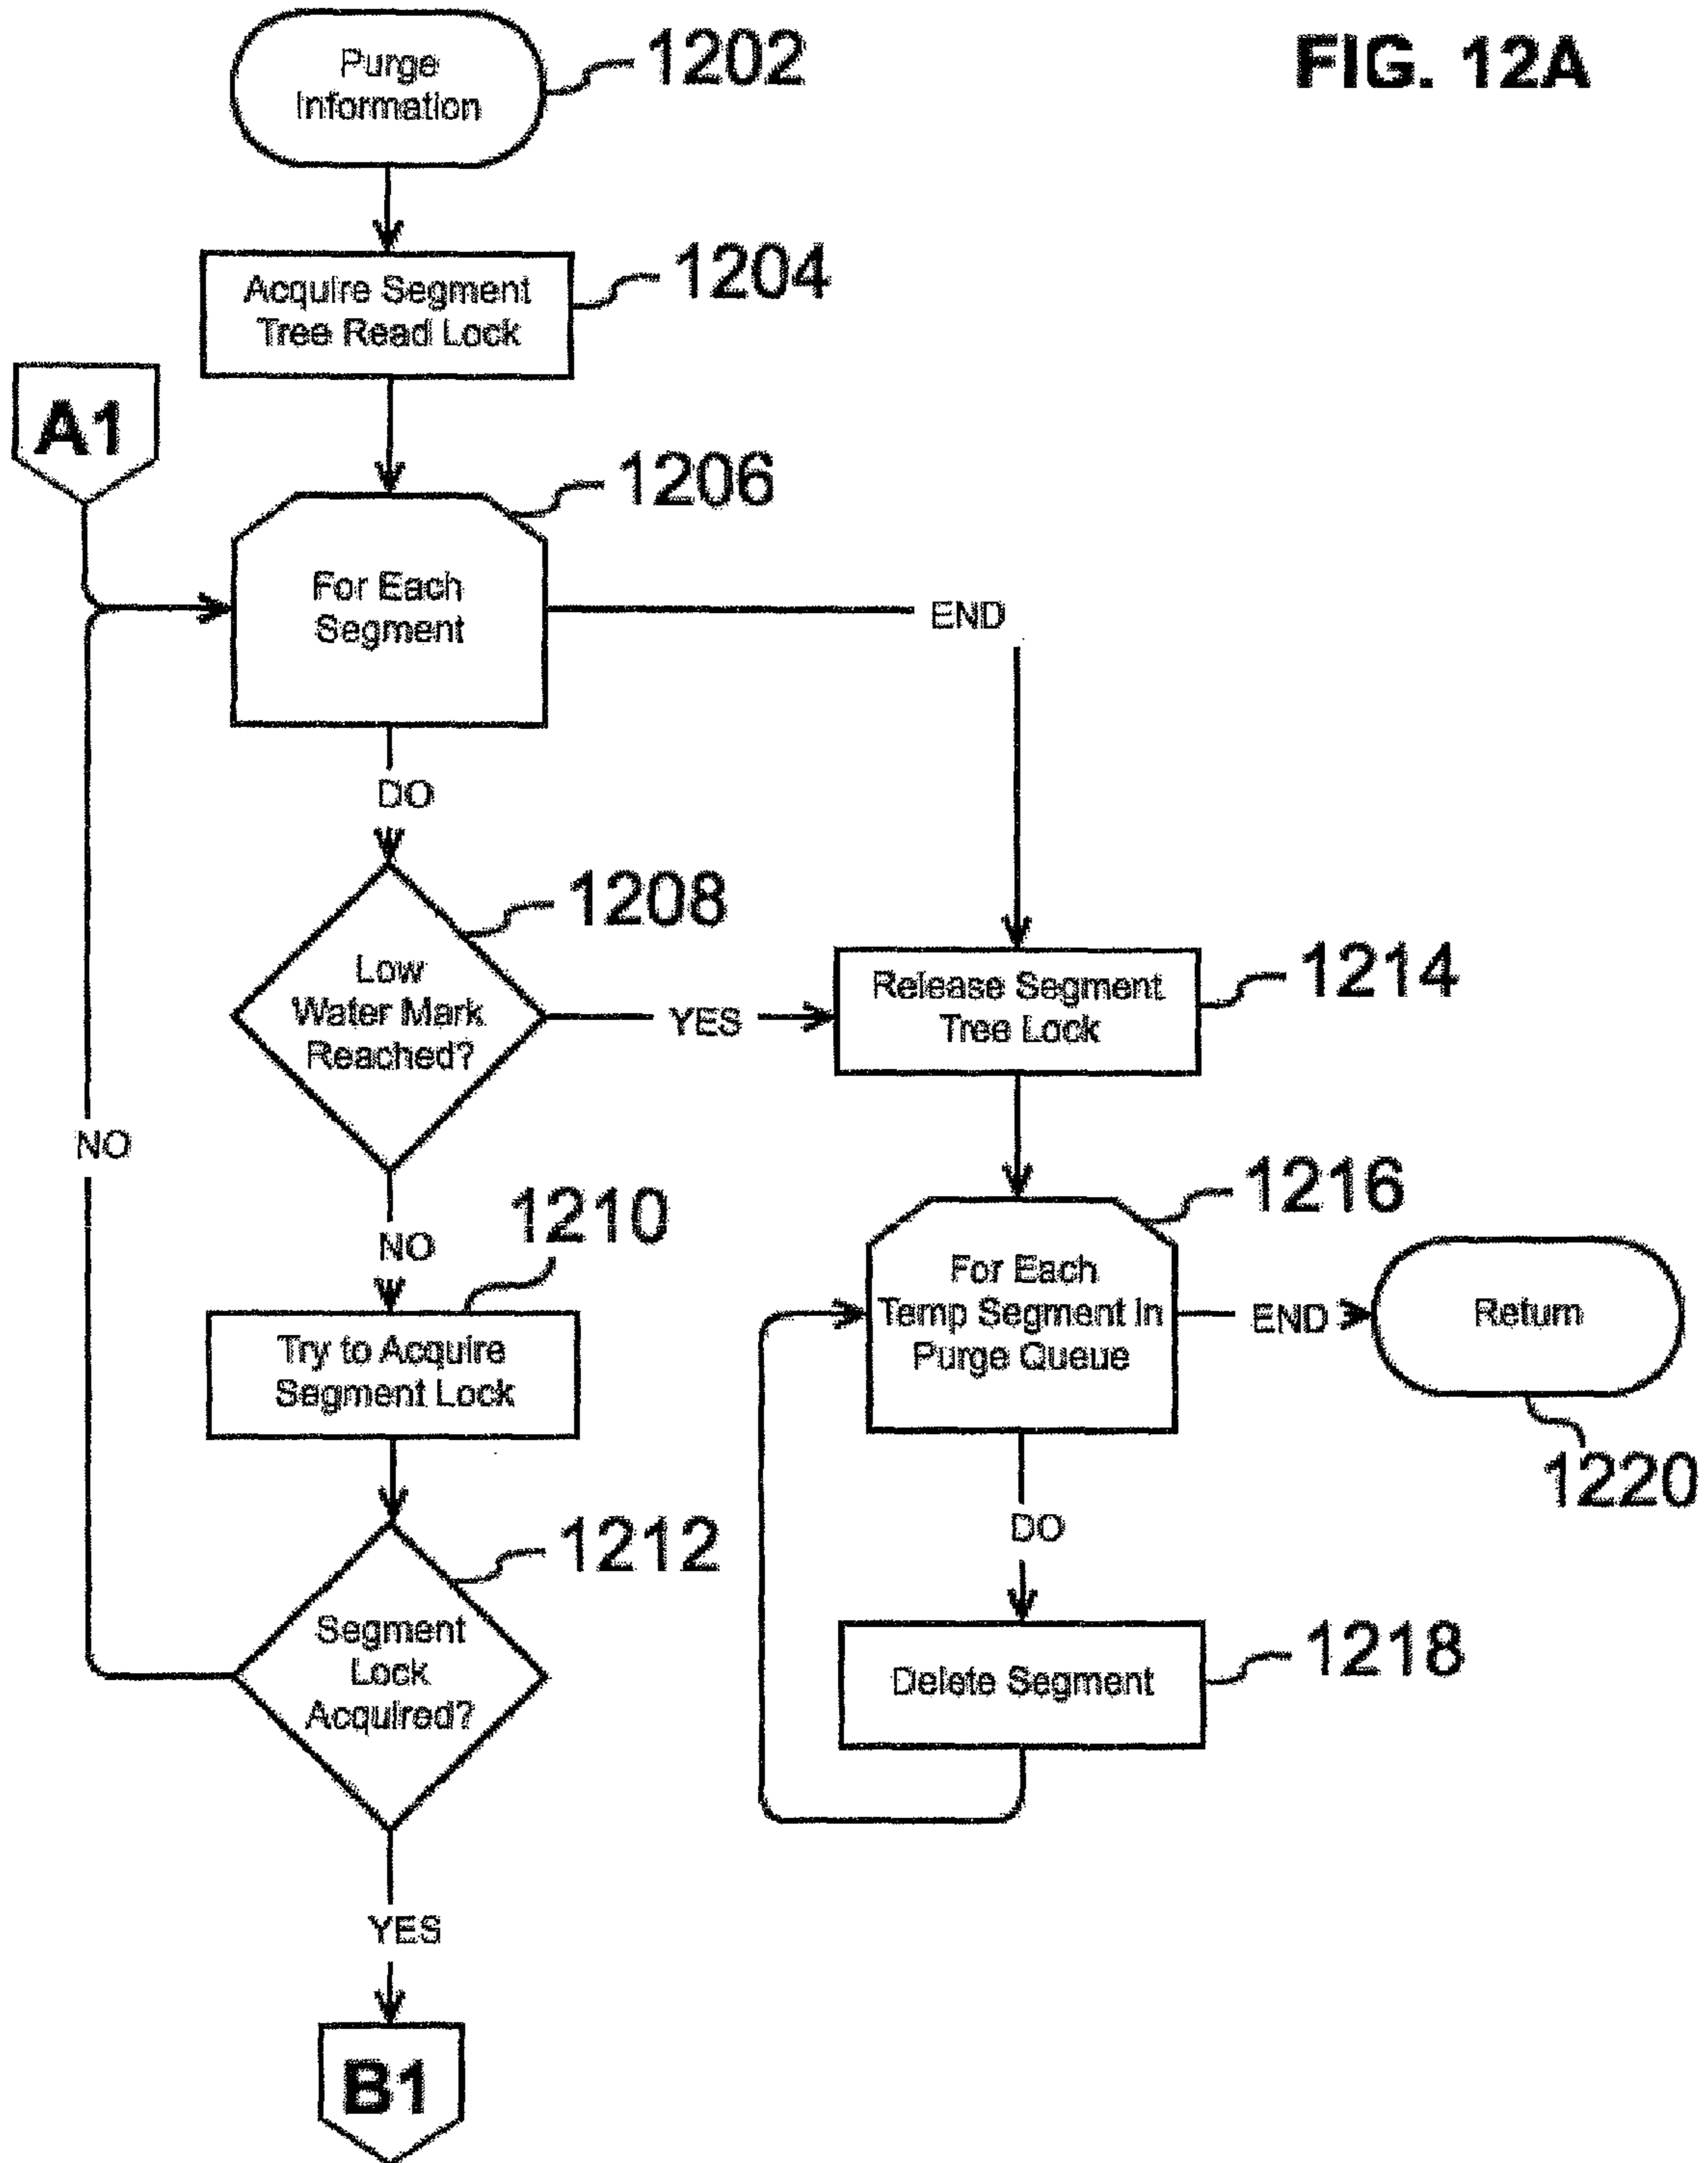 FIG. 12A
Purge
Information
1202
Acquire Segment
Tree Read Lock
1204
A1
1206
For Each
Segment
END
DO
1208
Low
Water Mark
Reached?
YES
Release Segment
Tree Lock
1214
NO
NO
1210
Try to Acquire
Segment Lock
1216
For Each
Temp Segment in
Purge Queue
END
Return
1220
DO
1212
Segment
Lock
Acquired?
Delete Segment
1218
YES
B1